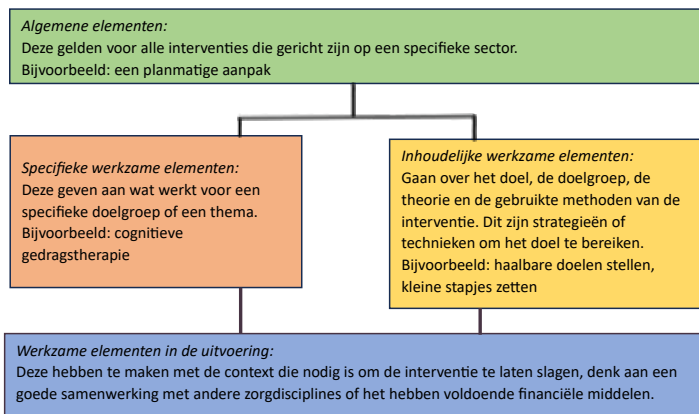 Algemene elementen:
Deze gelden voor alle interventies die gericht zijn op een specifieke sector.
Bijvoorbeeld: een planmatige aanpak
Specifieke werkzame elementen:
Deze geven aan wat werkt voor een
specifieke doelgroep of een thema.
Bijvoorbeeld: cognitieve
gedragstherapie
Inhoudelijke werkzame elementen:
Gaan over het doel, de doelgroep, de
theorie en de gebruikte methoden van de
interventie. Dit zijn strategieën of
technieken om het doel te bereiken.
Bijvoorbeeld: haalbare doelen stellen,
kleine stapjes zetten
Werkzame elementen in de uitvoering:
Deze hebben te maken met de context die nodig is om de interventie te laten slagen, denk aan een
goede samenwerking met andere zorgdisciplines of het hebben voldoende financiële middelen.